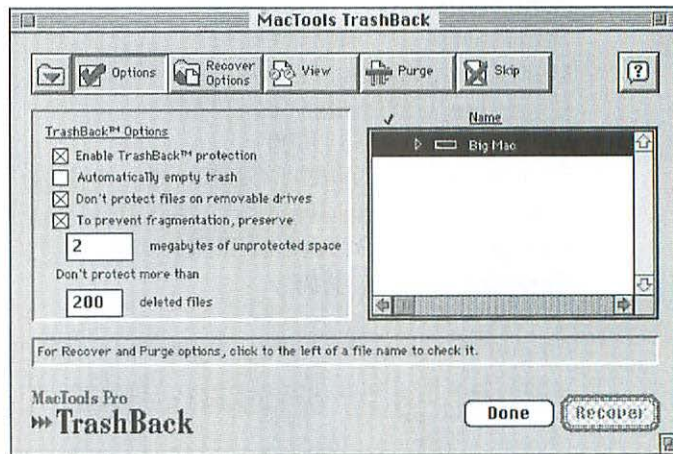 MacTools TrashBack
Options
Recover
Options
View
Purge
Skip
?
TrashBack™ Options
Enable TrashBack™ protection
Automatically empty trash
Don't protect files on removable drives
To prevent fragmentation, preserve
2 megabytes of unprotected space
Don't protect more than
200 deleted files
✓ Name
Big Mac
For Recover and Purge options, click to the left of a file name to check it.
MacTools Pro
TrashBack
Done
Recover